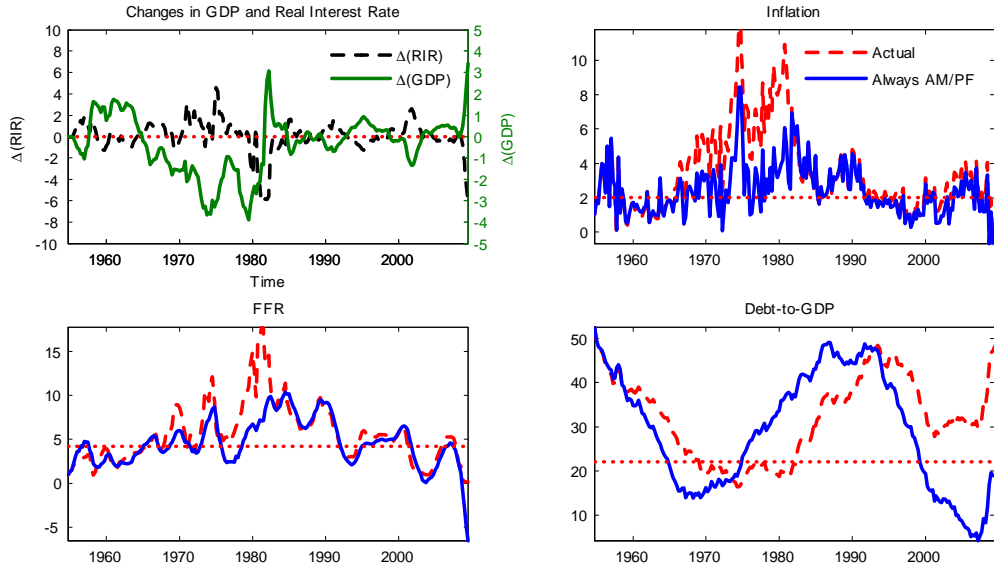 Changes in GDP and Real Interest Rate
10
8
6
4
2
0
-2
-4
-6
-8
-10
Δ(RIR)
5
4
3
2
1
0
-1
-2
-3
-4
-5
Δ(GDP)
Δ(RIR)
Δ(GDP)
1960 1970 1980 1990 2000
Time
Inflation
10
8
6
4
2
0
Actual
Always AM/PF
1960 1970 1980 1990 2000
FFR
15
10
5
0
-5
1960 1970 1980 1990 2000
Debt-to-GDP
50
40
30
20
10
1960 1970 1980 1990 2000